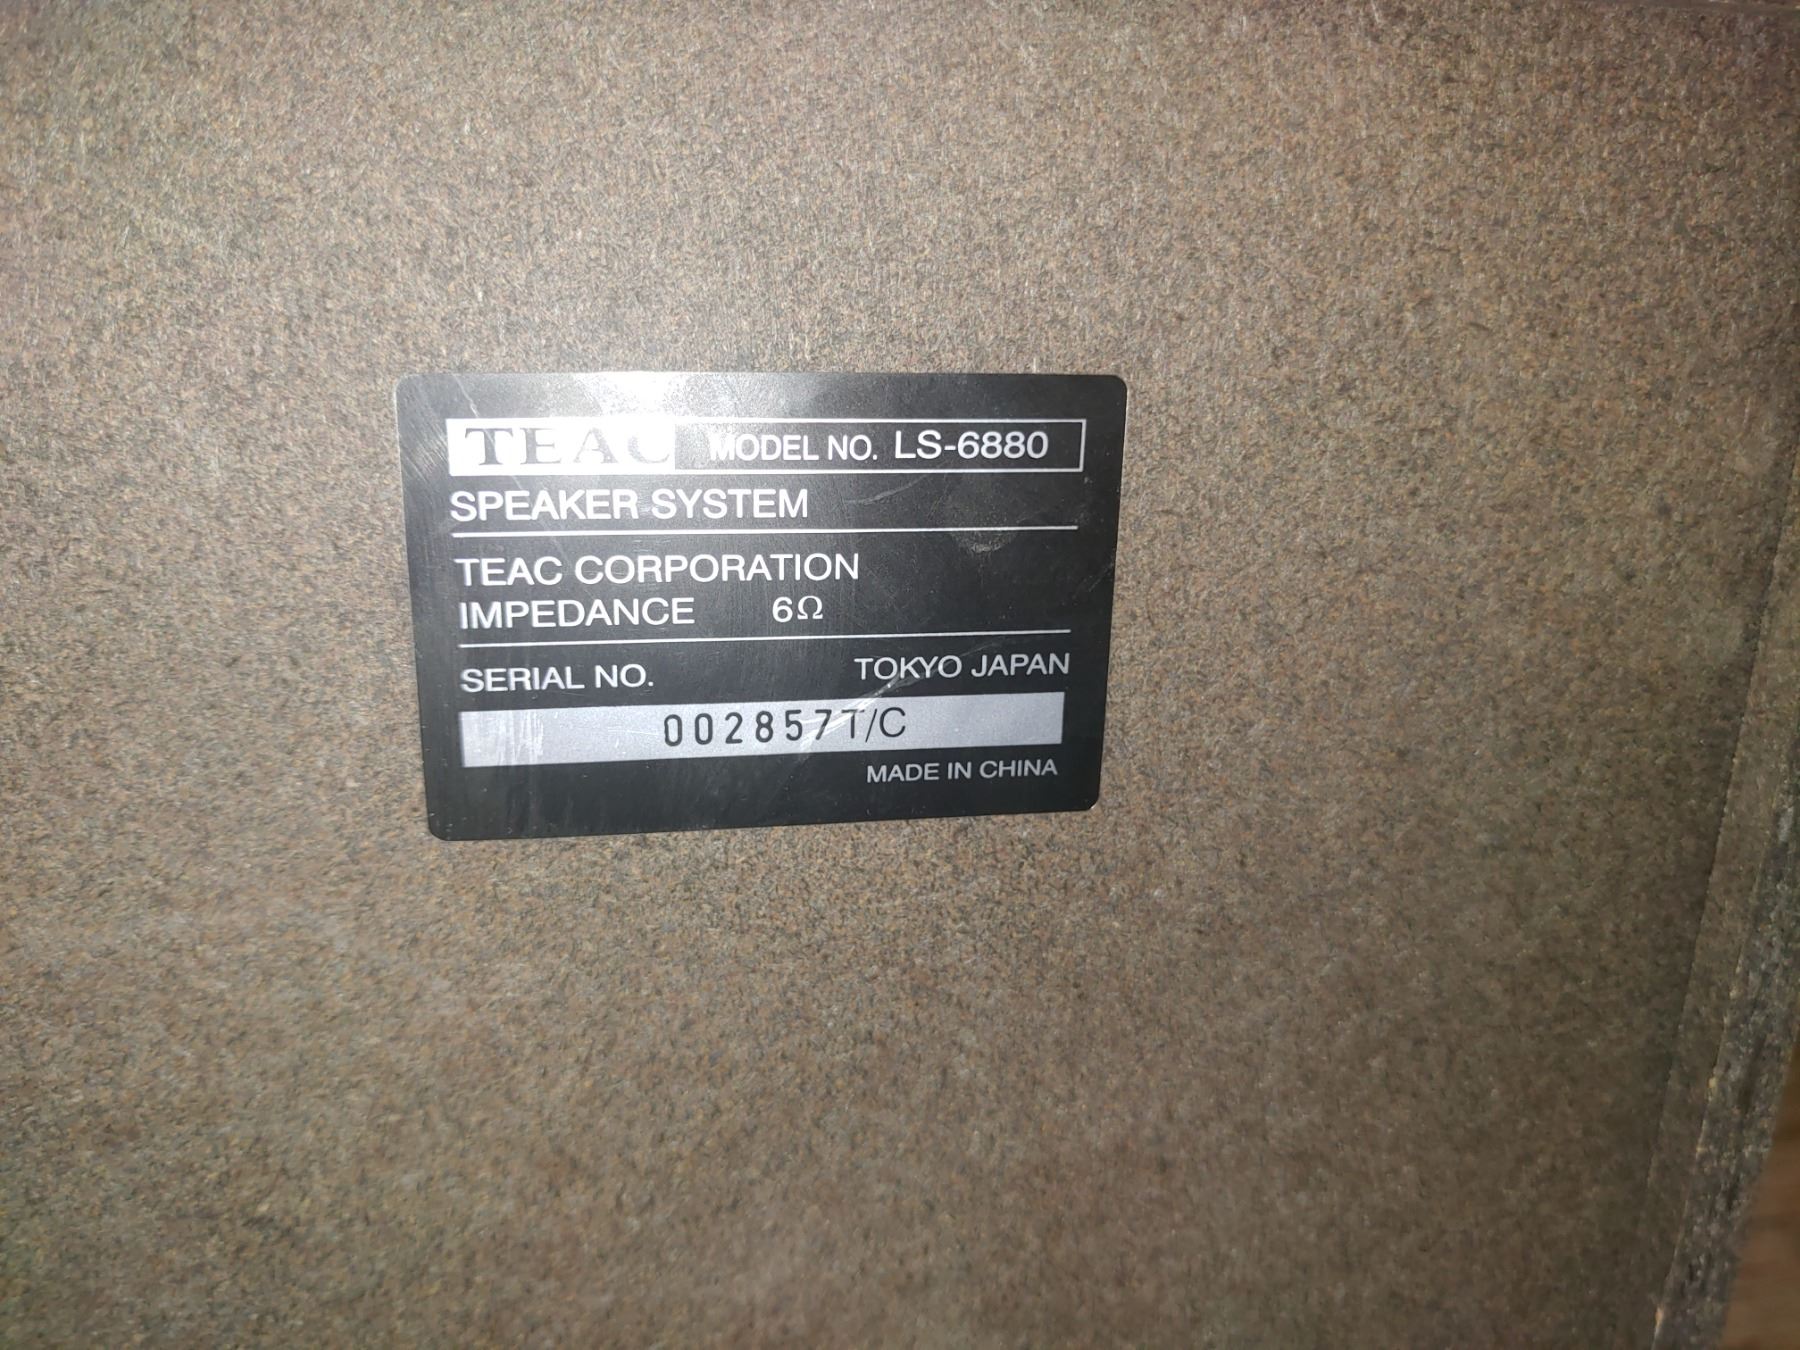 TEAC MODEL NO. LS-6880
SPEAKER SYSTEM
TEAC CORPORATION
IMPEDANCE 6Ω
SERIAL NO. TOKYO JAPAN
002857T/C
MADE IN CHINA